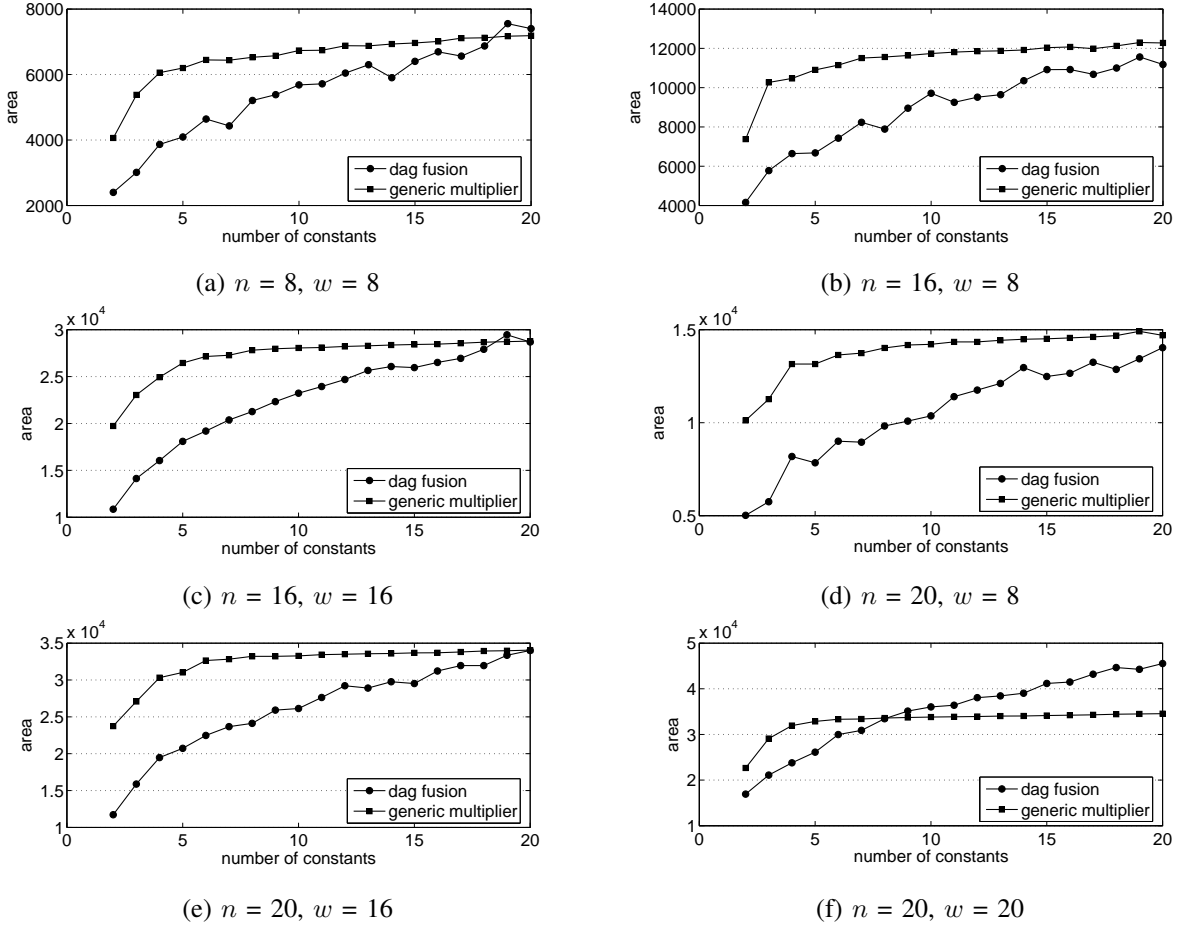 8000
6000
4000
2000
area
0 5 10 15 20
number of constants
dag fusion
generic multiplier
(a) n = 8, w = 8
14000
12000
10000
8000
6000
4000
area
0 5 10 15 20
number of constants
dag fusion
generic multiplier
(b) n = 16, w = 8
x 10^4
3
2.5
2
1.5
1
area
0 5 10 15 20
number of constants
dag fusion
generic multiplier
(c) n = 16, w = 16
x 10^4
1.5
1
0.5
area
0 5 10 15 20
number of constants
dag fusion
generic multiplier
(d) n = 20, w = 8
x 10^4
3.5
3
2.5
2
1.5
1
area
0 5 10 15 20
number of constants
dag fusion
generic multiplier
(e) n = 20, w = 16
x 10^4
5
4
3
2
1
area
0 5 10 15 20
number of constants
dag fusion
generic multiplier
(f) n = 20, w = 20